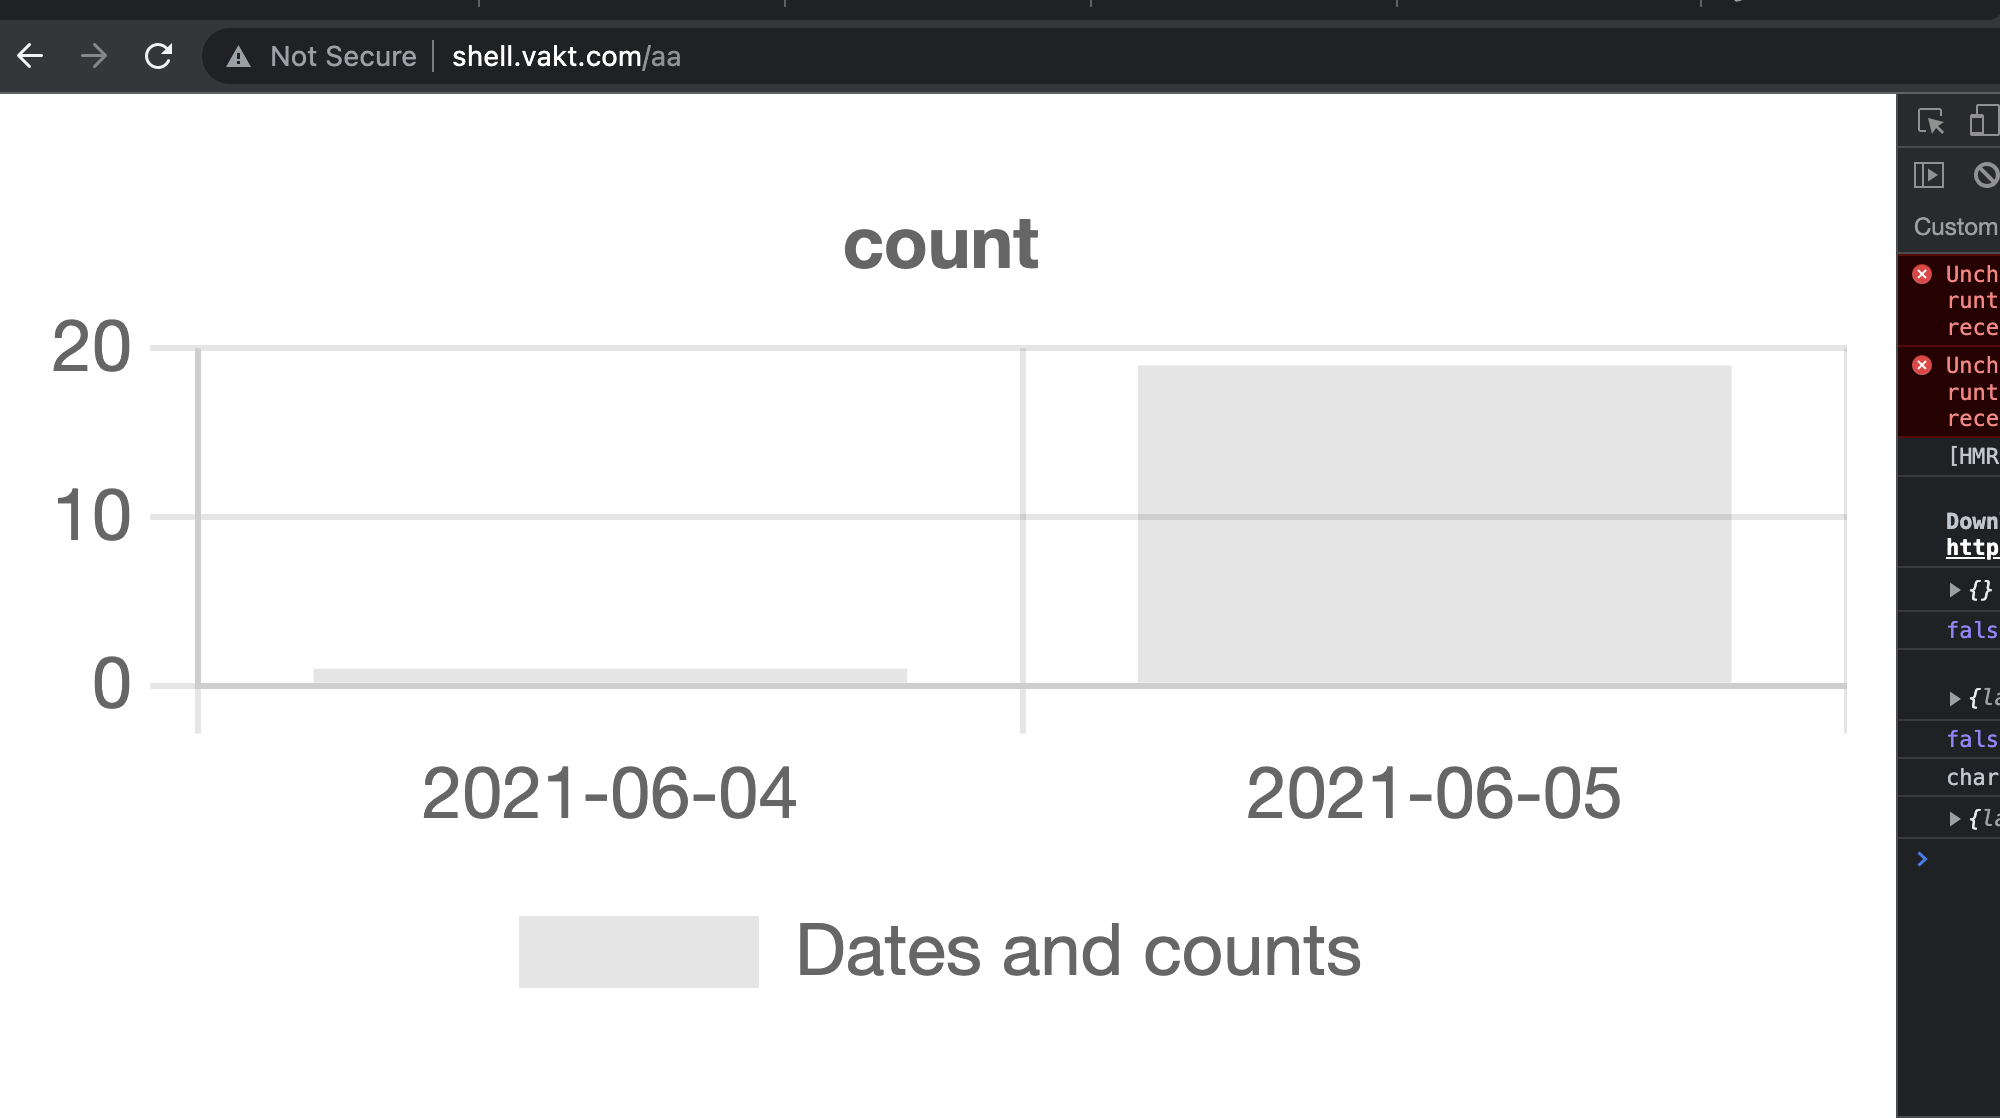 Not Secure
shell.vakt.com/aa
count
20
10
0
2021-06-04
2021-06-05
Dates and counts
Custom
Unch
runt
rece
Unch
runt
rece
[HMR
Down
http
{}
fals
{la
fals
char
{la